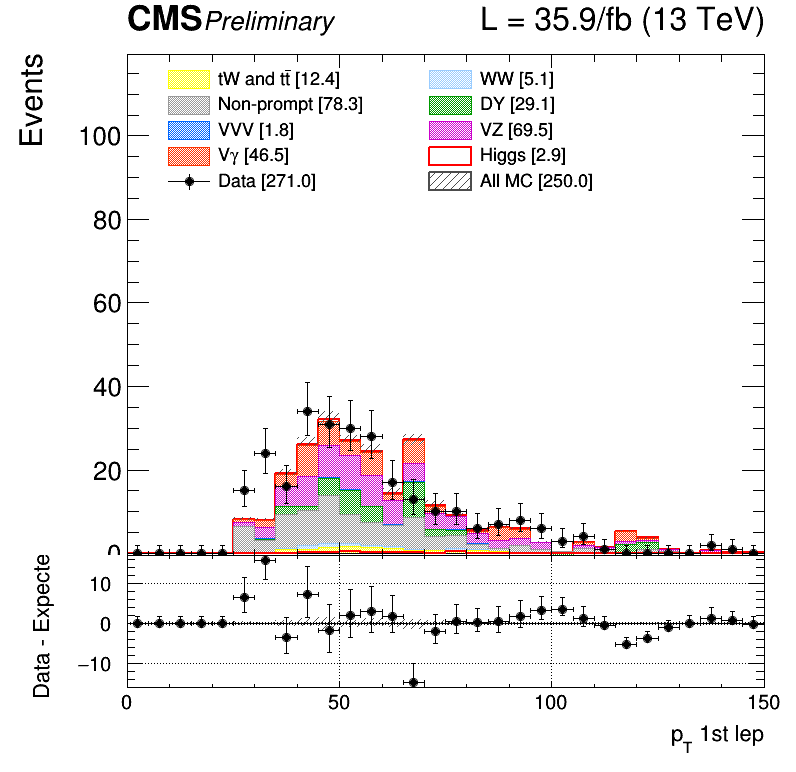 CMS Preliminary L = 35.9/fb (13 TeV)
Events
tW and tt̄ [12.4] WW [5.1]
Non-prompt [78.3] DY [29.1]
VVV [1.8] VZ [69.5]
Vγ [46.5] Higgs [2.9]
Data [271.0] All MC [250.0]
100
80
60
40
20
0
Data - Expecte
10
0
−10
0 50 100 150
pT 1st lep